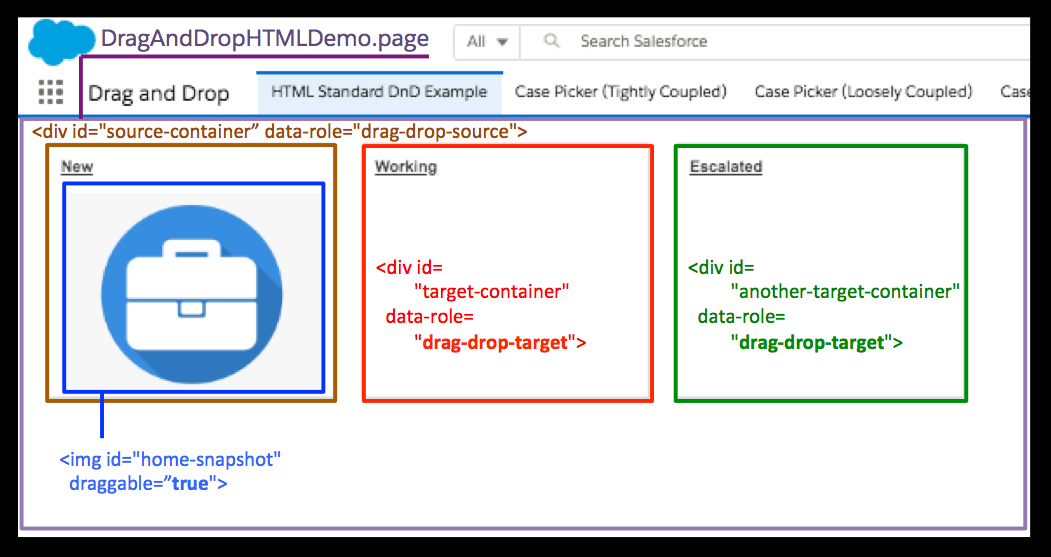 DragAndDropHTMLDemo.page
All Search Salesforce
Drag and Drop HTML Standard DnD Example Case Picker (Tightly Coupled) Case Picker (Loosely Coupled) Case
<div id="source-container” data-role="drag-drop-source">
New
Working
Escalated
<div id=
"target-container"
data-role=
"drag-drop-target">
<div id=
"another-target-container"
data-role=
"drag-drop-target">
<img id="home-snapshot"
draggable=”true">